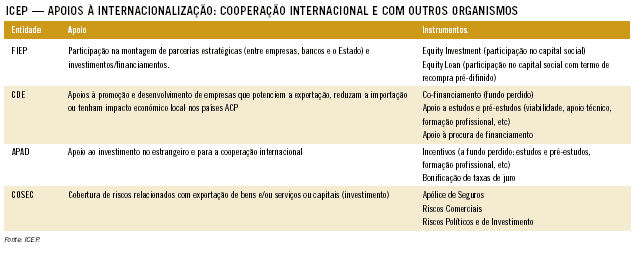 ICEP — APOIOS À INTERNACIONALIZAÇÃO: COOPERAÇÃO INTERNACIONAL E COM OUTROS ORGANISMOS
Entidade Apoio Instrumentos
FIEP Participação na montagem de parcerias estratégicas (entre empresas, bancos e o Estado) e Equity Investment (participação no capital social)
investimentos/financiamentos. Equity Loan (participação no capital social com termo de
recompra pré-difinido)
CDE Apoios à promoção e desenvolvimento de empresas que potenciem a exportação, reduzam a importação Co-financiamento (fundo perdido)
ou tenham impacto económico local nos países ACP Apoio a estudos e pré-estudos (viabilidade, apoio técnico,
formação profissional, etc)
Apoio à procura de financiamento
APAD Apoio ao investimento no estrangeiro e para a cooperação internacional Incentivos (a fundo perdido: estudos e pré-estudos,
formação profissional, etc)
Bonificação de taxas de juro
COSEC Cobertura de riscos relacionados com exportação de bens e/ou serviços ou capitais (investimento) Apólice de Seguros
Riscos Comerciais
Riscos Políticos e de Investimento
Fonte: ICEP.